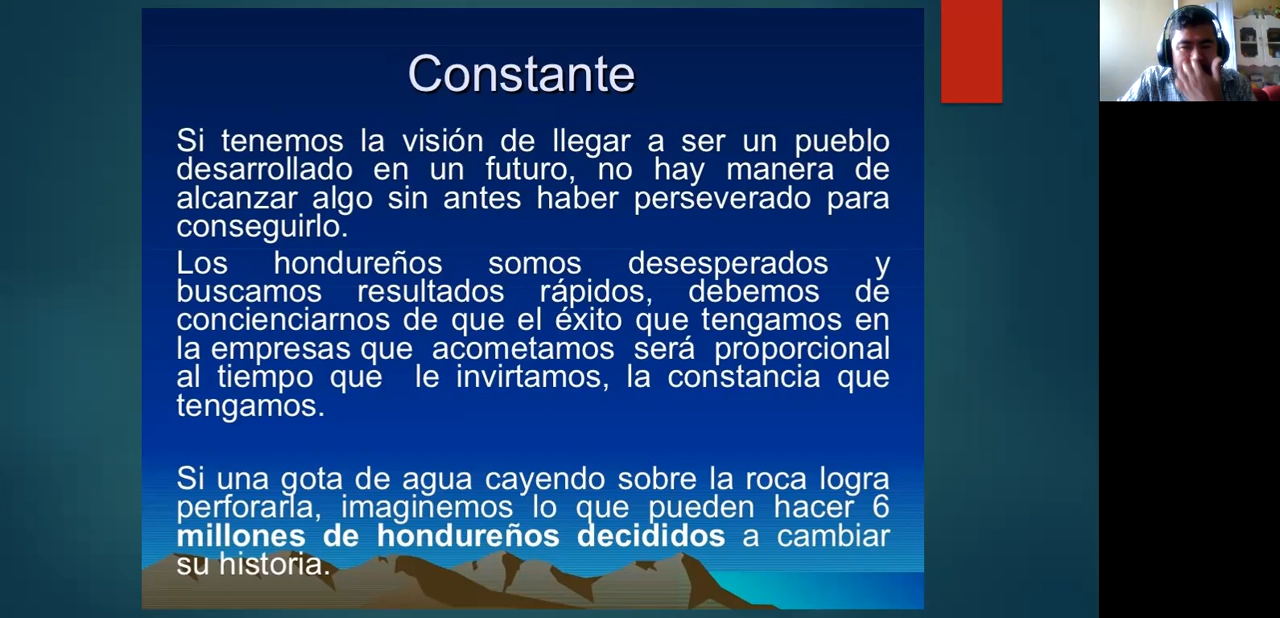 Constante
Si tenemos la visión de llegar a ser un pueblo
desarrollado en un futuro, no hay manera de
alcanzar algo sin antes haber perseverado para
conseguirlo.
Los hondureños somos desesperados y
buscamos resultados rápidos, debemos de
concienciarnos de que el éxito que tengamos en
la empresas que acometamos será proporcional
al tiempo que le invirtamos, la constancia que
tengamos.
Si una gota de agua cayendo sobre la roca logra
perforarla, imaginemos lo que pueden hacer 6
millones de hondureños decididos a cambiar
su historia.